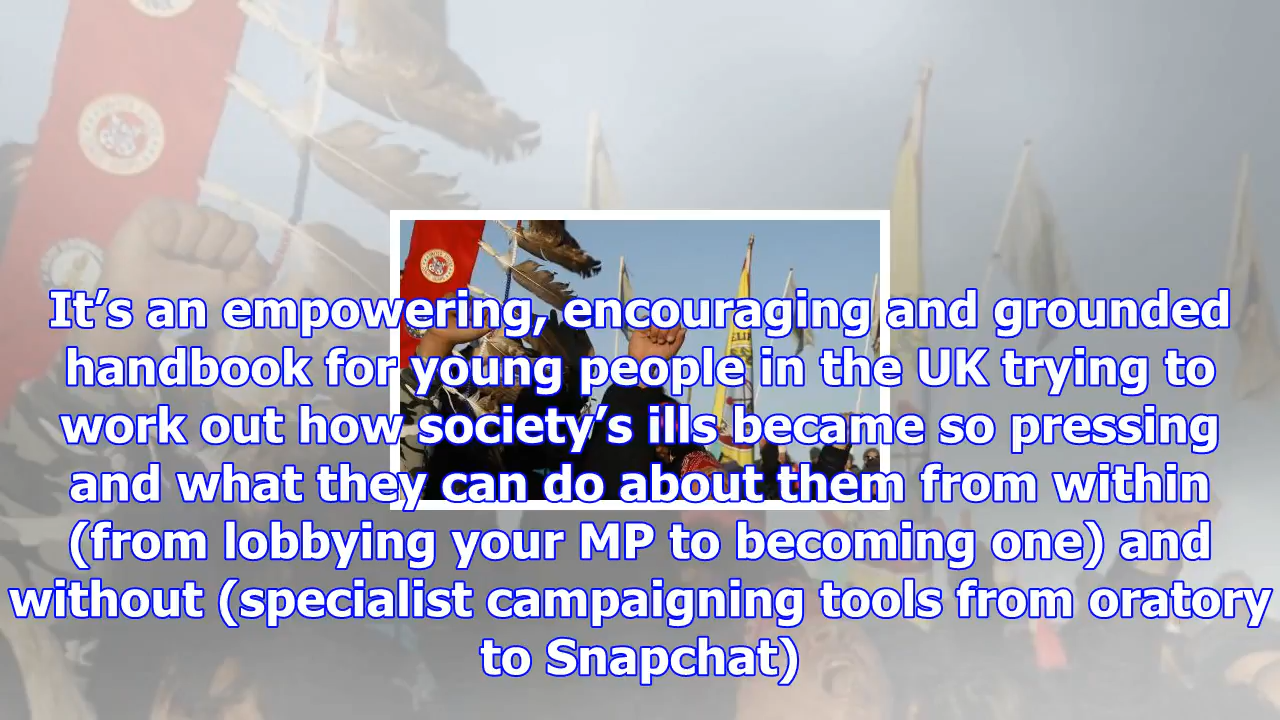 It’s an empowering, encouraging and grounded
handbook for young people in the UK trying to
work out how society’s ills became so pressing
and what they can do about them from within
(from lobbying your MP to becoming one) and
without (specialist campaigning tools from oratory
to Snapchat)